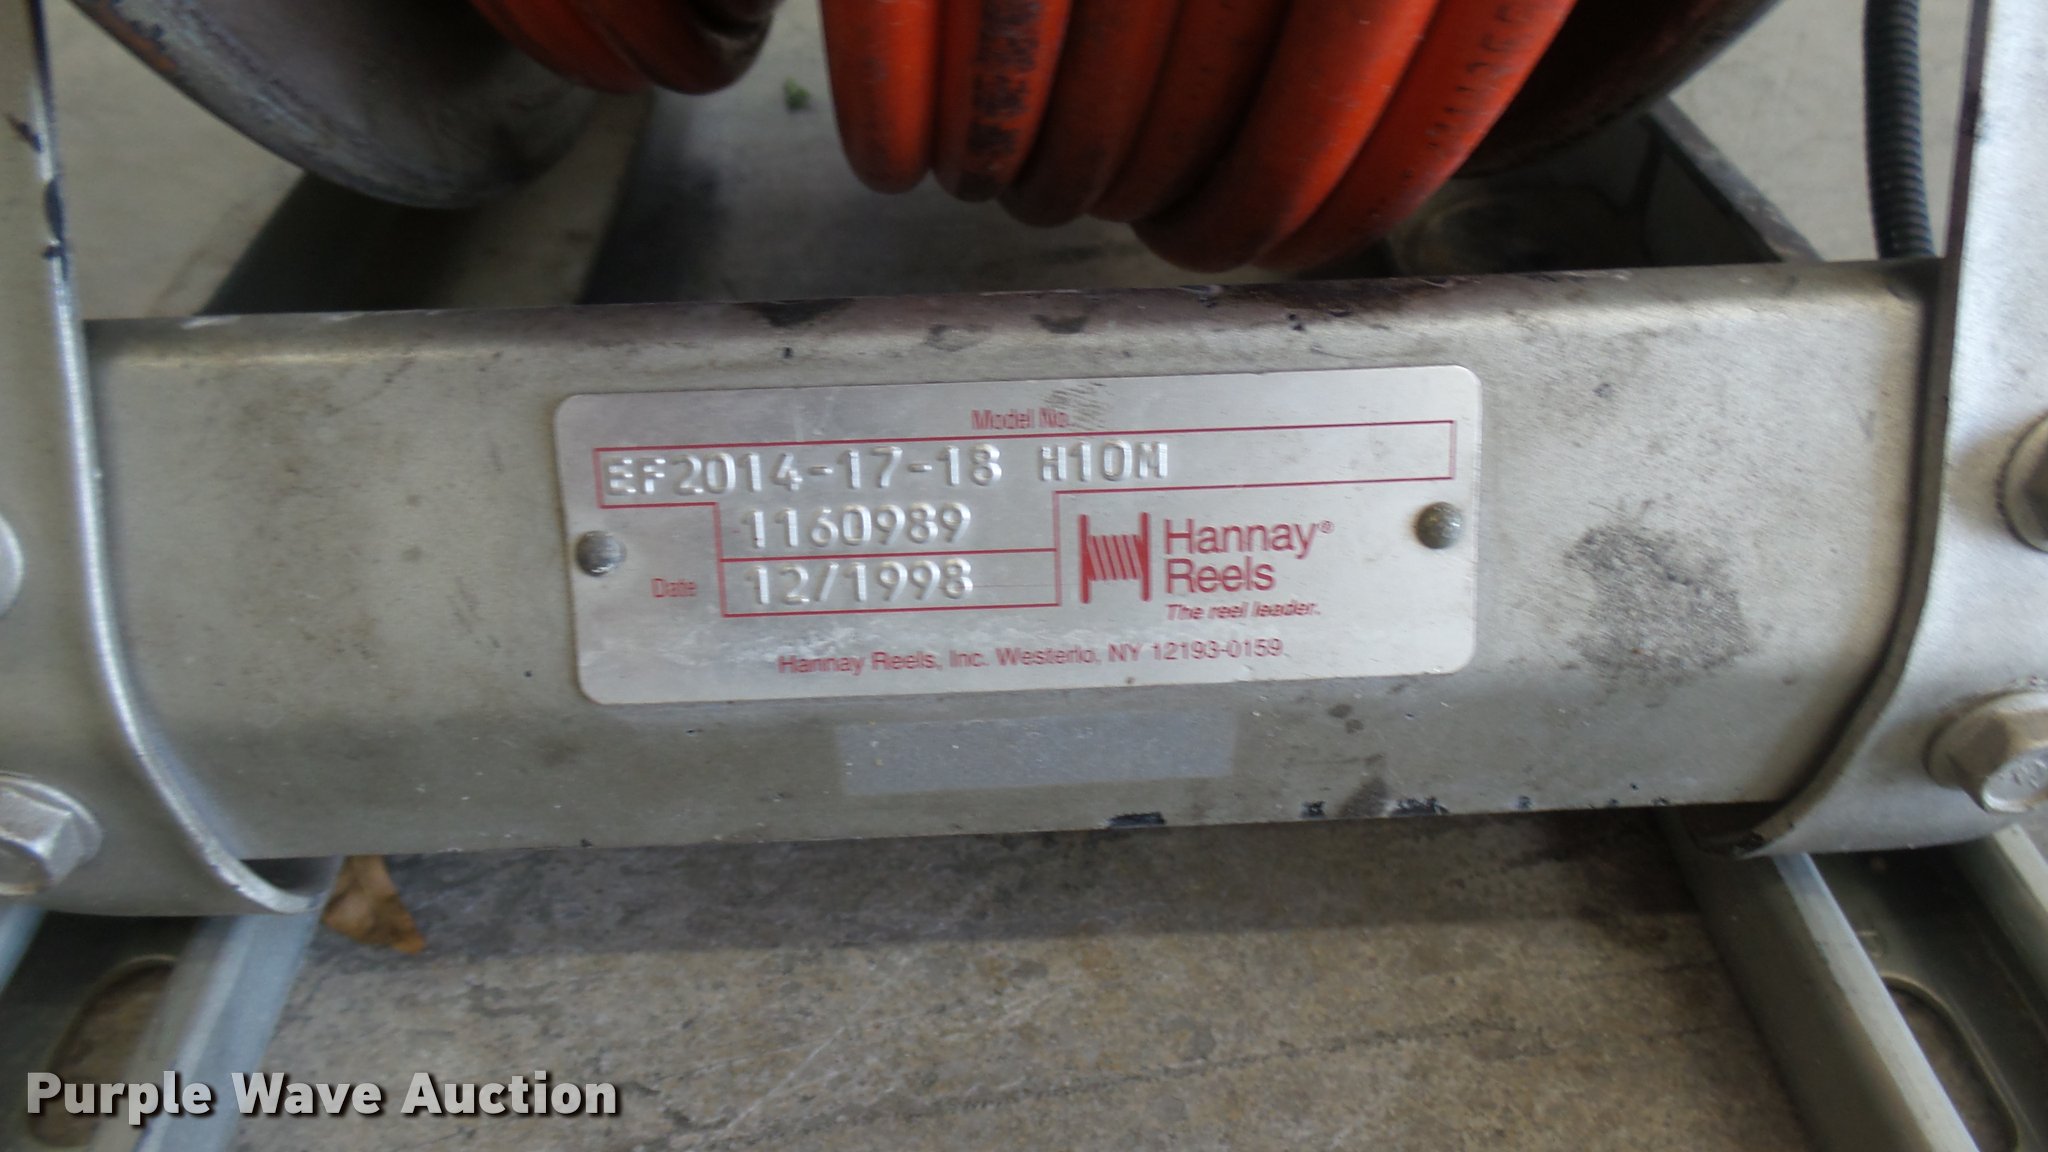 Model No.
EF2014-17-18 H10M
1160989
Date 12/1998
Hannay®
Reels
The reel leader.
Hannay Reels, Inc. Westerlo, NY 12193-0159
Purple Wave Auction